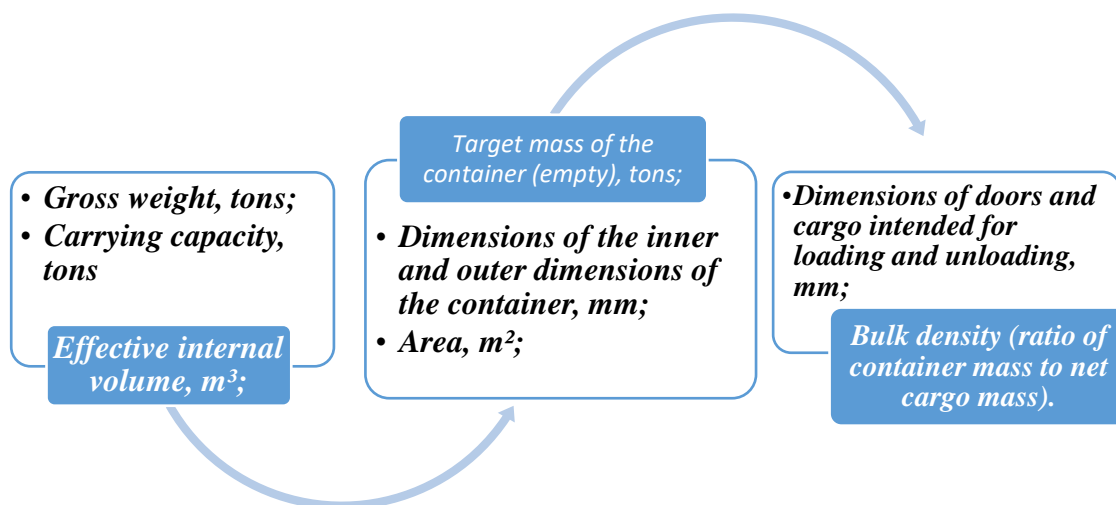 • Gross weight, tons;
• Carrying capacity,
tons
Effective internal
volume, m³;
Target mass of the
container (empty), tons;
• Dimensions of the inner
and outer dimensions of
the container, mm;
• Area, m²;
•Dimensions of doors and
cargo intended for
loading and unloading,
mm;
Bulk density (ratio of
container mass to net
cargo mass).